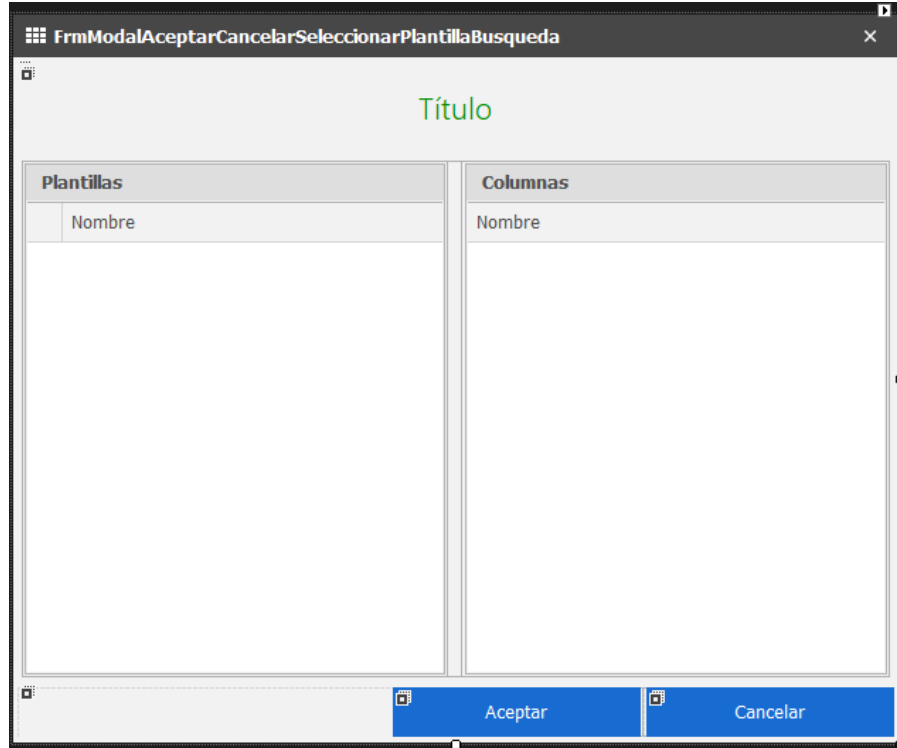 FrmModalAceptarCancelarSeleccionarPlantillaBusqueda
Título
Plantillas
Columnas
Nombre
Nombre
Aceptar
Cancelar